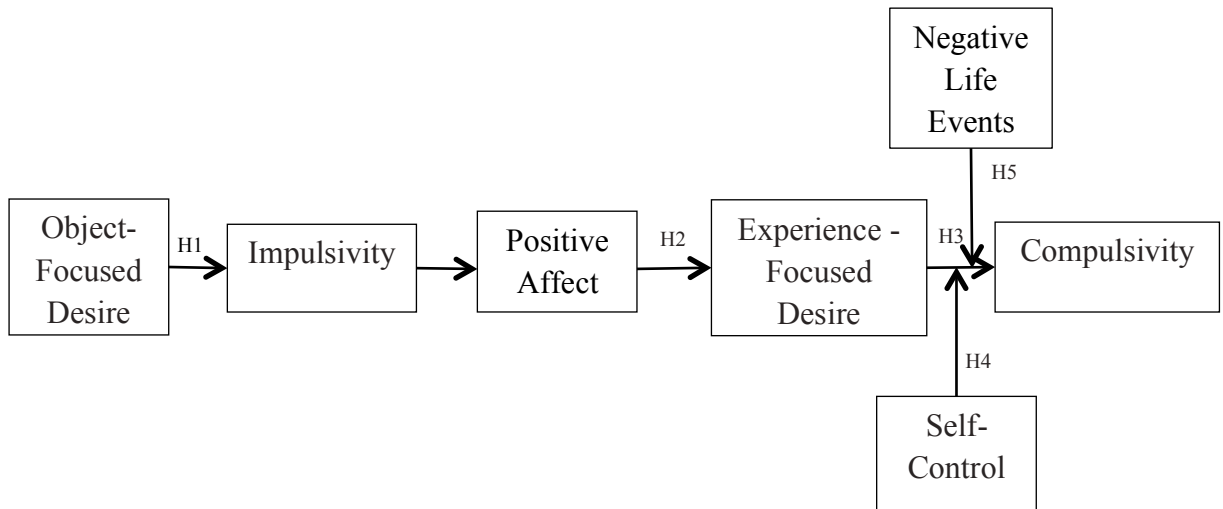 Negative
Life
Events
H5
Object-
Focused
Desire
H1
Impulsivity
Positive
Affect
H2
Experience -
Focused
Desire
H3
Compulsivity
H4
Self-
Control